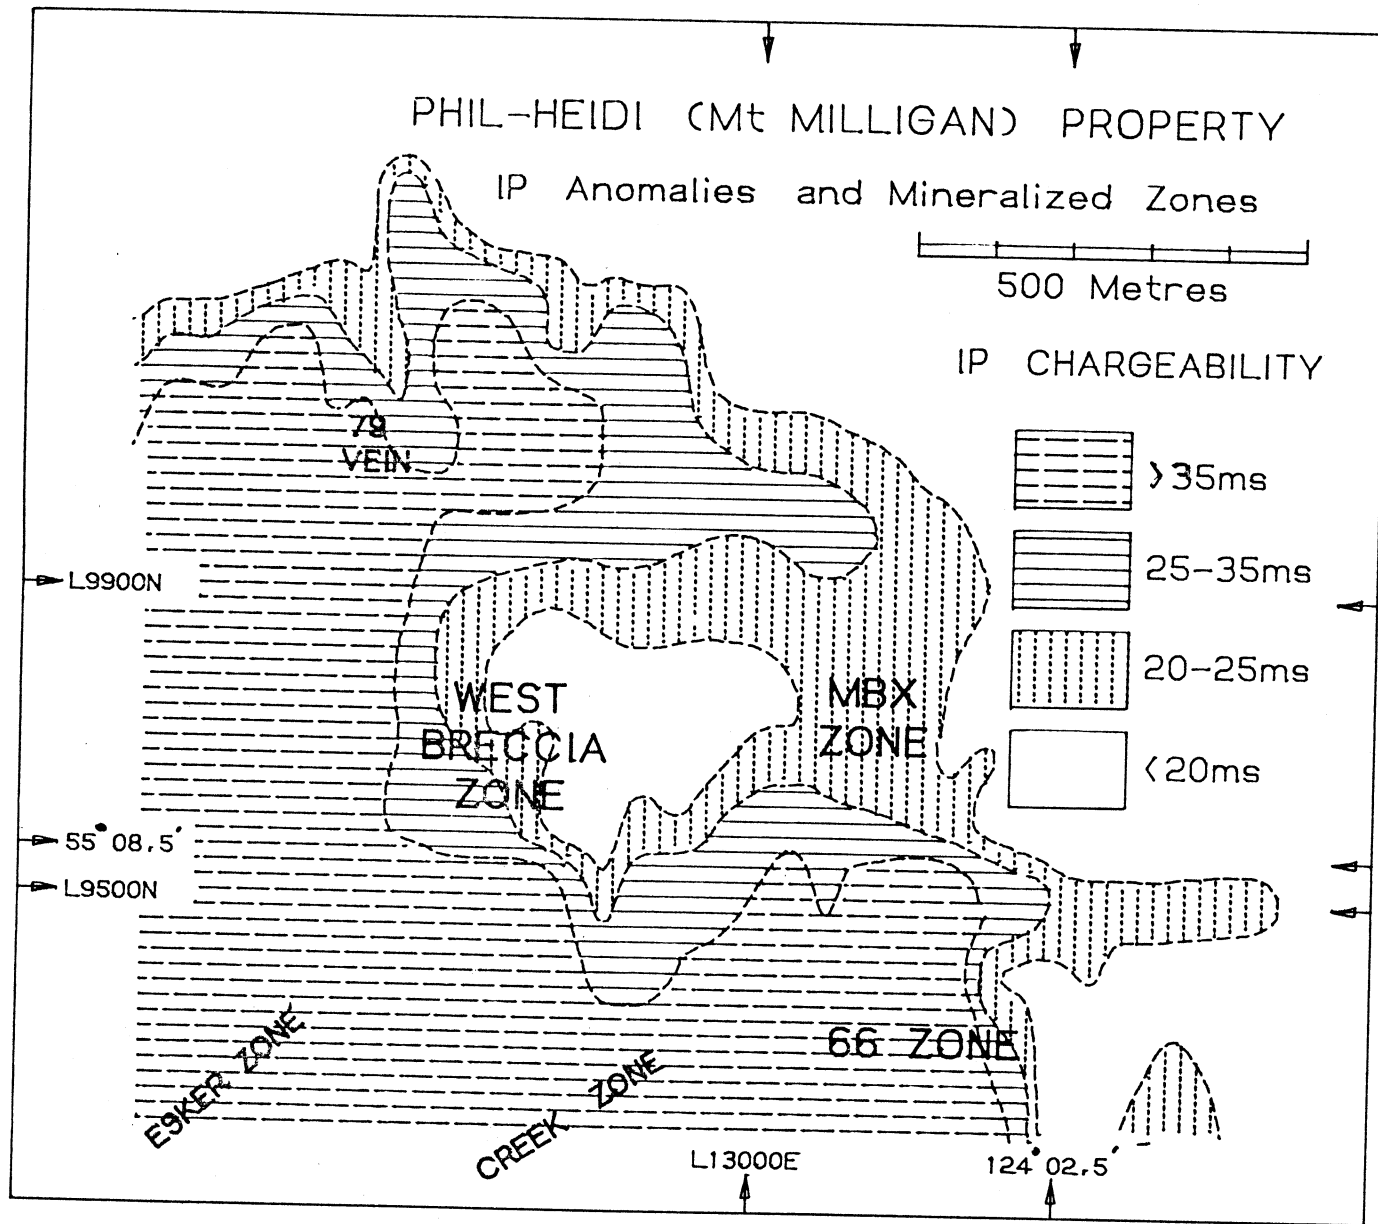 PHIL-HEIDI (Mt MILLIGAN) PROPERTY
IP Anomalies and Mineralized Zones
500 Metres
IP CHARGEABILITY
>35ms
25-35ms
20-25ms
<20ms
79
VEIN
L9900N
WEST
BRECCIA
ZONE
MBX
ZONE
55° 08.5'
L9500N
66 ZONE
ESKER ZONE
CREEK ZONE
L13000E
124° 02.5'